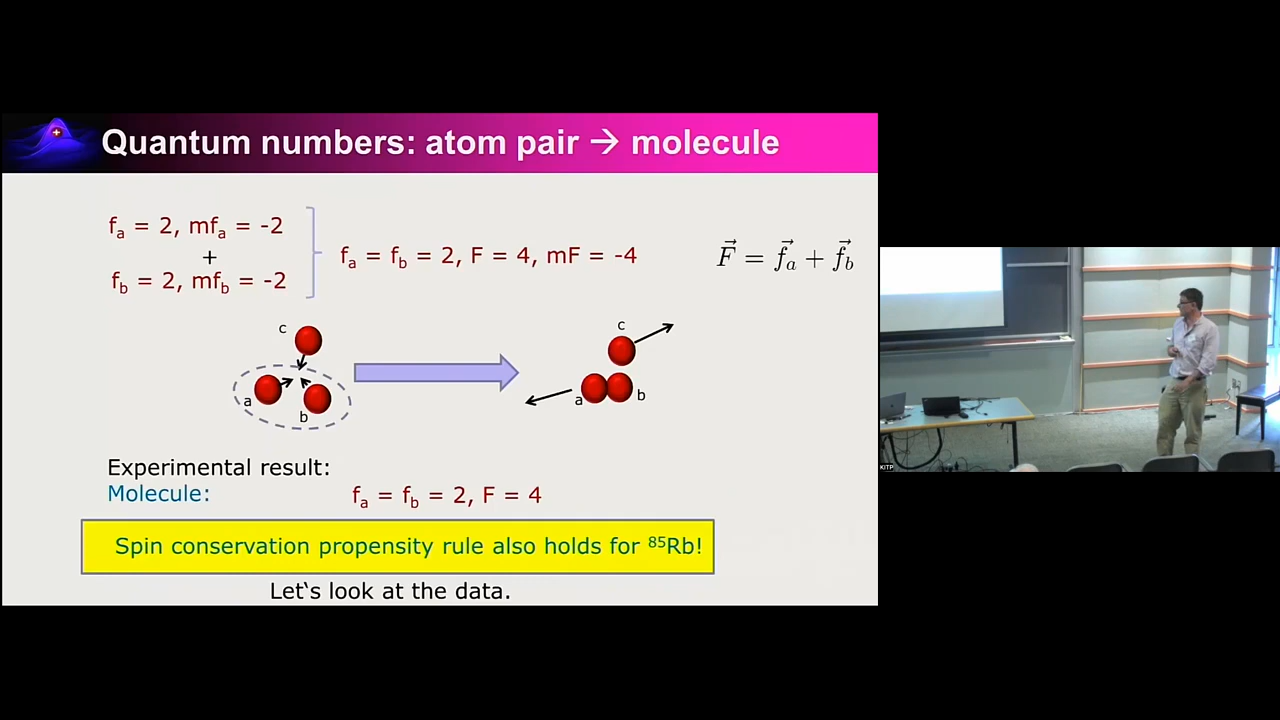 Quantum numbers: atom pair → molecule
fa = 2, mfa = -2
+
fb = 2, mfb = -2
fa = fb = 2, F = 4, mF = -4
F⃗ = f⃗a + f⃗b
c
a
b
c
a
b
Experimental result:
Molecule:
fa = fb = 2, F = 4
Spin conservation propensity rule also holds for ⁸⁵Rb!
Let‘s look at the data.
KITP